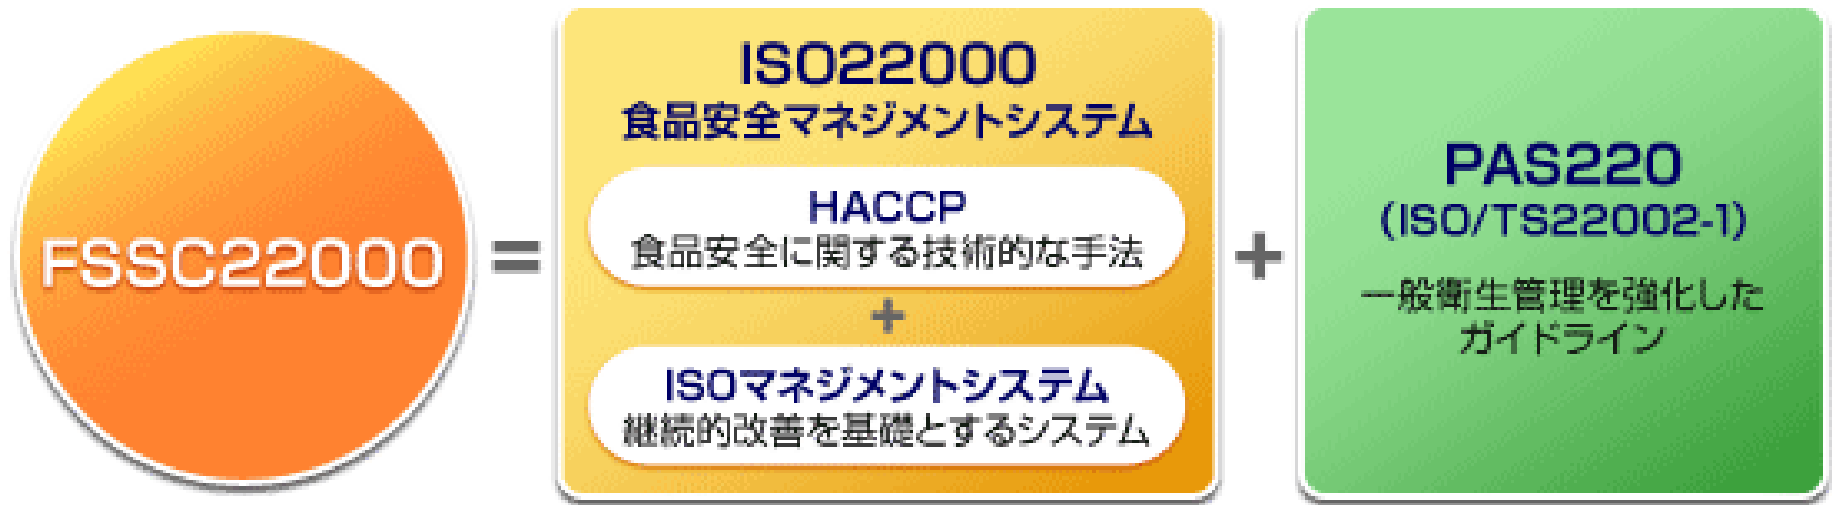 FSSC22000
=
ISO22000
食品安全マネジメントシステム
HACCP
食品安全に関する技術的な手法
+
ISOマネジメントシステム
継続的改善を基礎とするシステム
+
PAS220
(ISO/TS22002-1)
一般衛生管理を強化した
ガイドライン